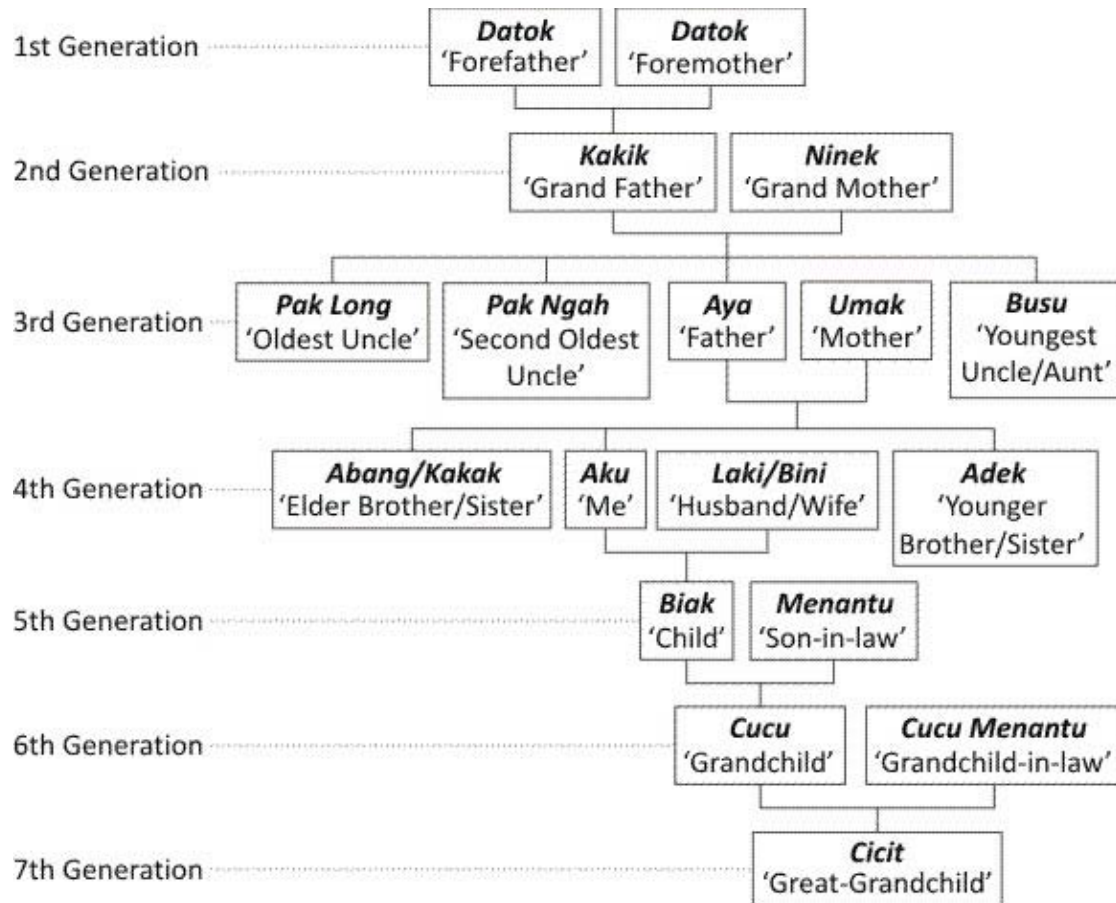 1st Generation
Datok
‘Forefather’
Datok
‘Foremother’
2nd Generation
Kakik
‘Grand Father’
Ninek
‘Grand Mother’
3rd Generation
Pak Long
‘Oldest Uncle’
Pak Ngah
‘Second Oldest
Uncle’
Aya
‘Father’
Umak
‘Mother’
Busu
‘Youngest
Uncle/Aunt’
4th Generation
Abang/Kakak
‘Elder Brother/Sister’
Aku
‘Me’
Laki/Bini
‘Husband/Wife’
Adek
‘Younger
Brother/Sister’
5th Generation
Biak
‘Child’
Menantu
‘Son-in-law’
6th Generation
Cucu
‘Grandchild’
Cucu Menantu
‘Grandchild-in-law’
7th Generation
Cicit
‘Great-Grandchild’